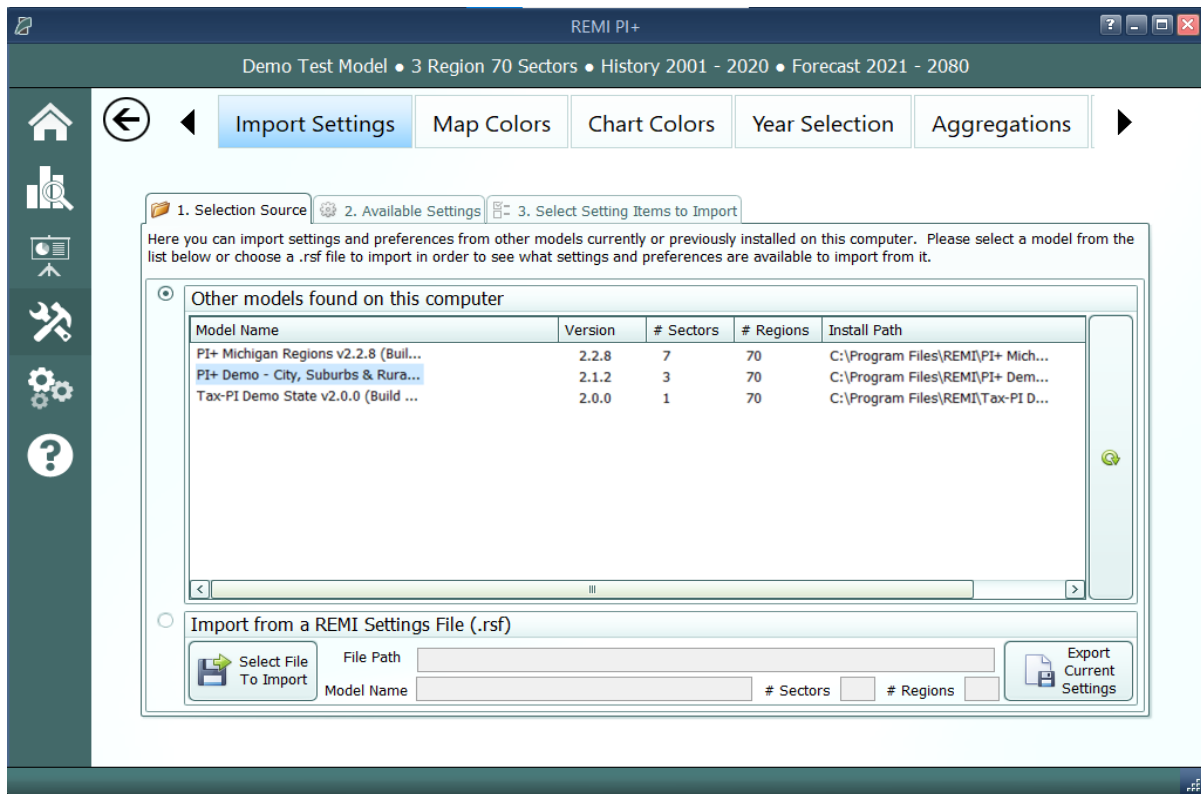 REMI PI+
Demo Test Model ● 3 Region 70 Sectors ● History 2001 - 2020 ● Forecast 2021 - 2080
Import Settings Map Colors Chart Colors Year Selection Aggregations
1. Selection Source 2. Available Settings 3. Select Setting Items to Import
Here you can import settings and preferences from other models currently or previously installed on this computer. Please select a model from the
list below or choose a .rsf file to import in order to see what settings and preferences are available to import from it.
Other models found on this computer
Model Name Version # Sectors # Regions Install Path
PI+ Michigan Regions v2.2.8 (Buil... 2.2.8 7 70 C:\Program Files\REMI\PI+ Mich...
PI+ Demo - City, Suburbs & Rura... 2.1.2 3 70 C:\Program Files\REMI\PI+ Dem...
Tax-PI Demo State v2.0.0 (Build ... 2.0.0 1 70 C:\Program Files\REMI\Tax-PI D...
Import from a REMI Settings File (.rsf)
Select File
To Import
File Path
Model Name # Sectors # Regions
Export
Current
Settings